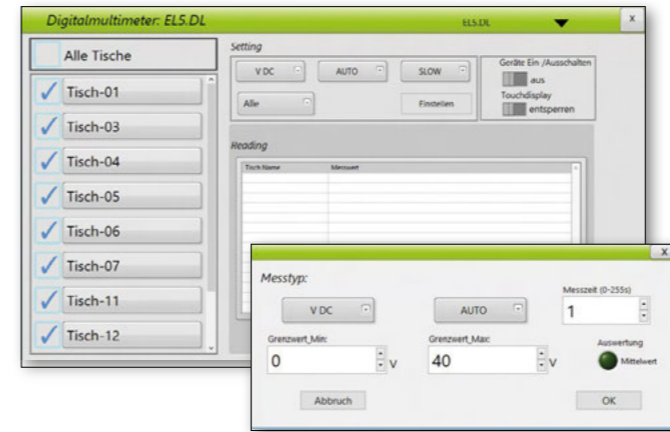 Digitalmultimeter: EL5.DL
EL5.DL
x
Alle Tische
Tisch-01
Tisch-03
Tisch-04
Tisch-05
Tisch-06
Tisch-07
Tisch-11
Tisch-12
Setting
V DC
AUTO
SLOW
Alle
Einstellen
Geräte Ein /Ausschalten
aus
Touchdisplay
entsperren
Reading
Tisch Name
Messwert
x
Messtyp:
V DC
AUTO
Messzeit (0-255s)
1
Grenzwert_Min:
0
V
Grenzwert_Max:
40
V
Auswertung
Mittelwert
Abbruch
OK